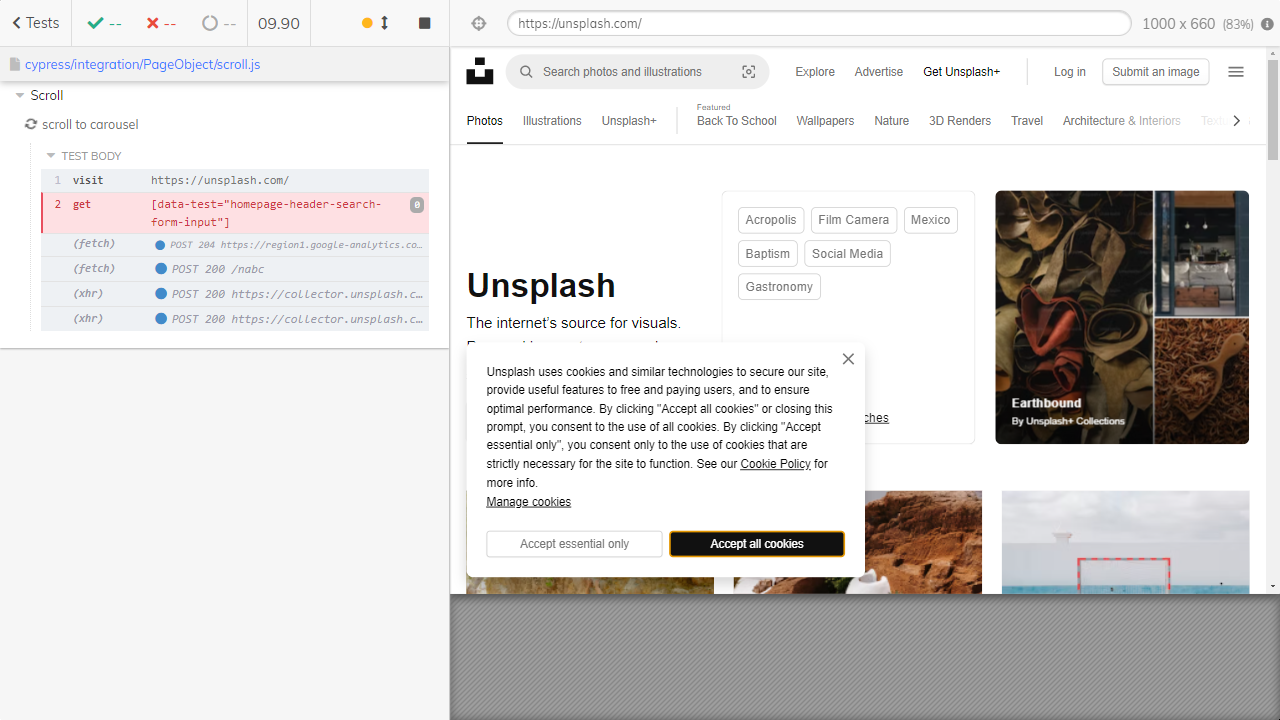 Tests
--
--
--
09.90
https://unsplash.com/
1000 x 660 (83%)
cypress/integration/PageObject/scroll.js
Scroll
scroll to carousel
TEST BODY
1 visit https://unsplash.com/
2 get [data-test="homepage-header-search-
form-input"] 0
(fetch) POST 204 https://region1.google-analytics.co...
(fetch) POST 200 /nabc
(xhr) POST 200 https://collector.unsplash.c...
(xhr) POST 200 https://collector.unsplash.c...
Search photos and illustrations
Explore Advertise Get Unsplash+ Log in Submit an image
Featured
Photos Illustrations Unsplash+ Back To School Wallpapers Nature 3D Renders Travel Architecture & Interiors
Acropolis Film Camera Mexico
Baptism Social Media
Gastronomy
Unsplash
The internet's source for visuals.
Earthbound
By Unsplash+ Collections
ches
Unsplash uses cookies and similar technologies to secure our site,
provide useful features to free and paying users, and to ensure
optimal performance. By clicking "Accept all cookies" or closing this
prompt, you consent to the use of all cookies. By clicking "Accept
essential only", you consent only to the use of cookies that are
strictly necessary for the site to function. See our Cookie Policy for
more info.
Manage cookies
Accept essential only Accept all cookies